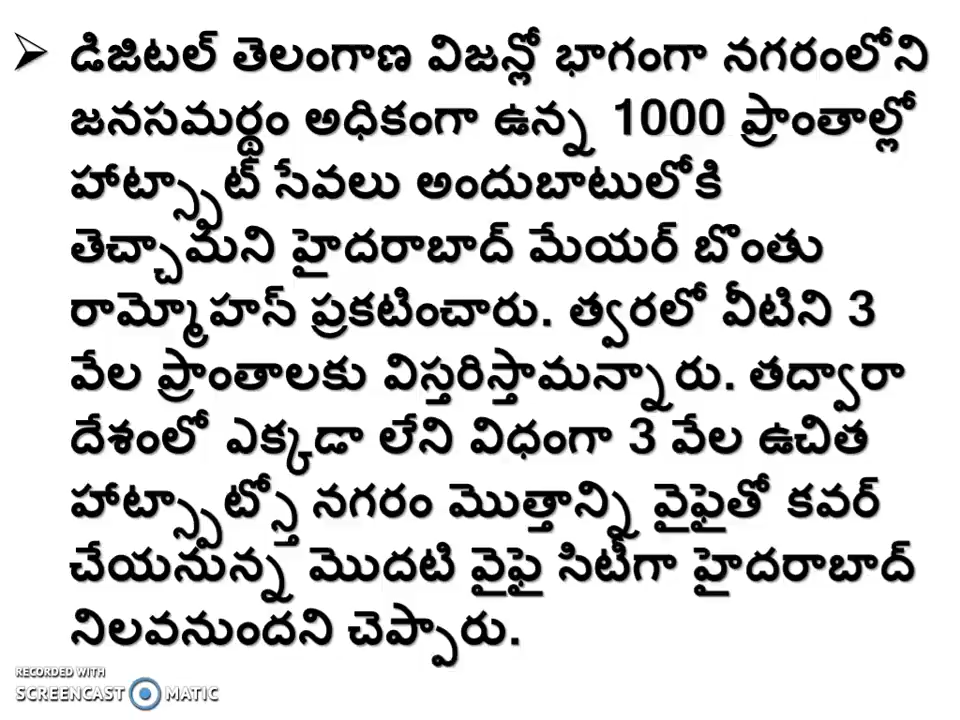 ➢ డిజిటల్ తెలంగాణ విజన్లో భాగంగా నగరంలోని
జనసమర్థం అధికంగా ఉన్న 1000 ప్రాంతాల్లో
హాట్స్పాట్ సేవలు అందుబాటులోకి
తెచ్చామని హైదరాబాద్ మేయర్ బొంతు
రామ్మోహన్ ప్రకటించారు. త్వరలో వీటిని 3
వేల ప్రాంతాలకు విస్తరిస్తామన్నారు. తద్వారా
దేశంలో ఎక్కడా లేని విధంగా 3 వేల ఉచిత
హాట్స్పాట్స్తో నగరం మొత్తాన్ని వైఫైతో కవర్
చేయనున్న మొదటి వైఫై సిటీగా హైదరాబాద్
నిలవనుందని చెప్పారు.
RECORDED WITH
SCREENCAST MATIC